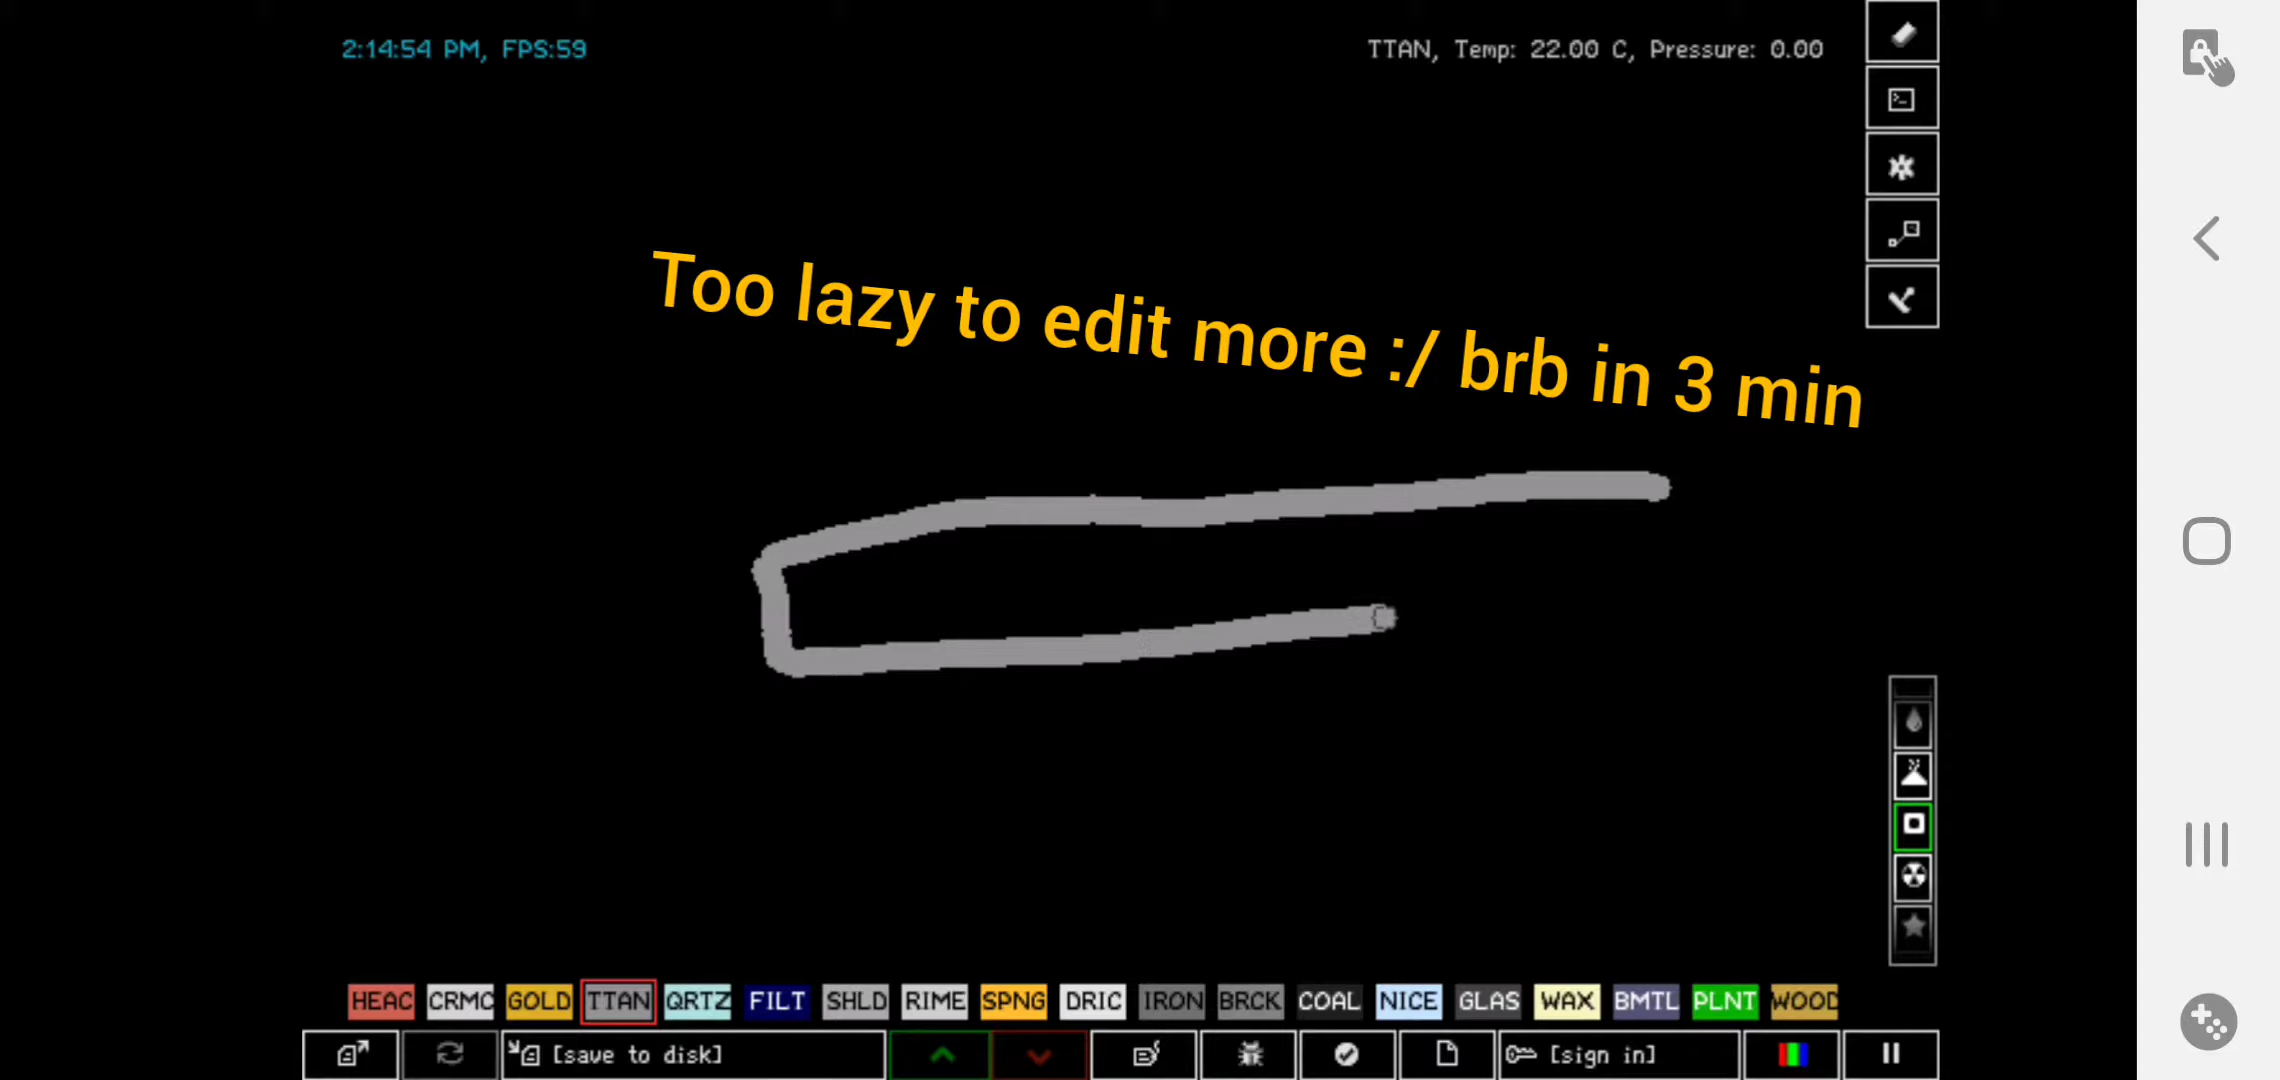 2:14:54 PM, FPS:59
TTAN, Temp: 22.00 C, Pressure: 0.00
Too lazy to edit more :/ brb in 3 min
HEAC CRMC GOLD TTAN QRTZ FILT SHLD RIME SPNG DRIC IRON BRCK COAL NICE GLAS WAX BMTL PLNT WOOD
[save to disk] [sign in]